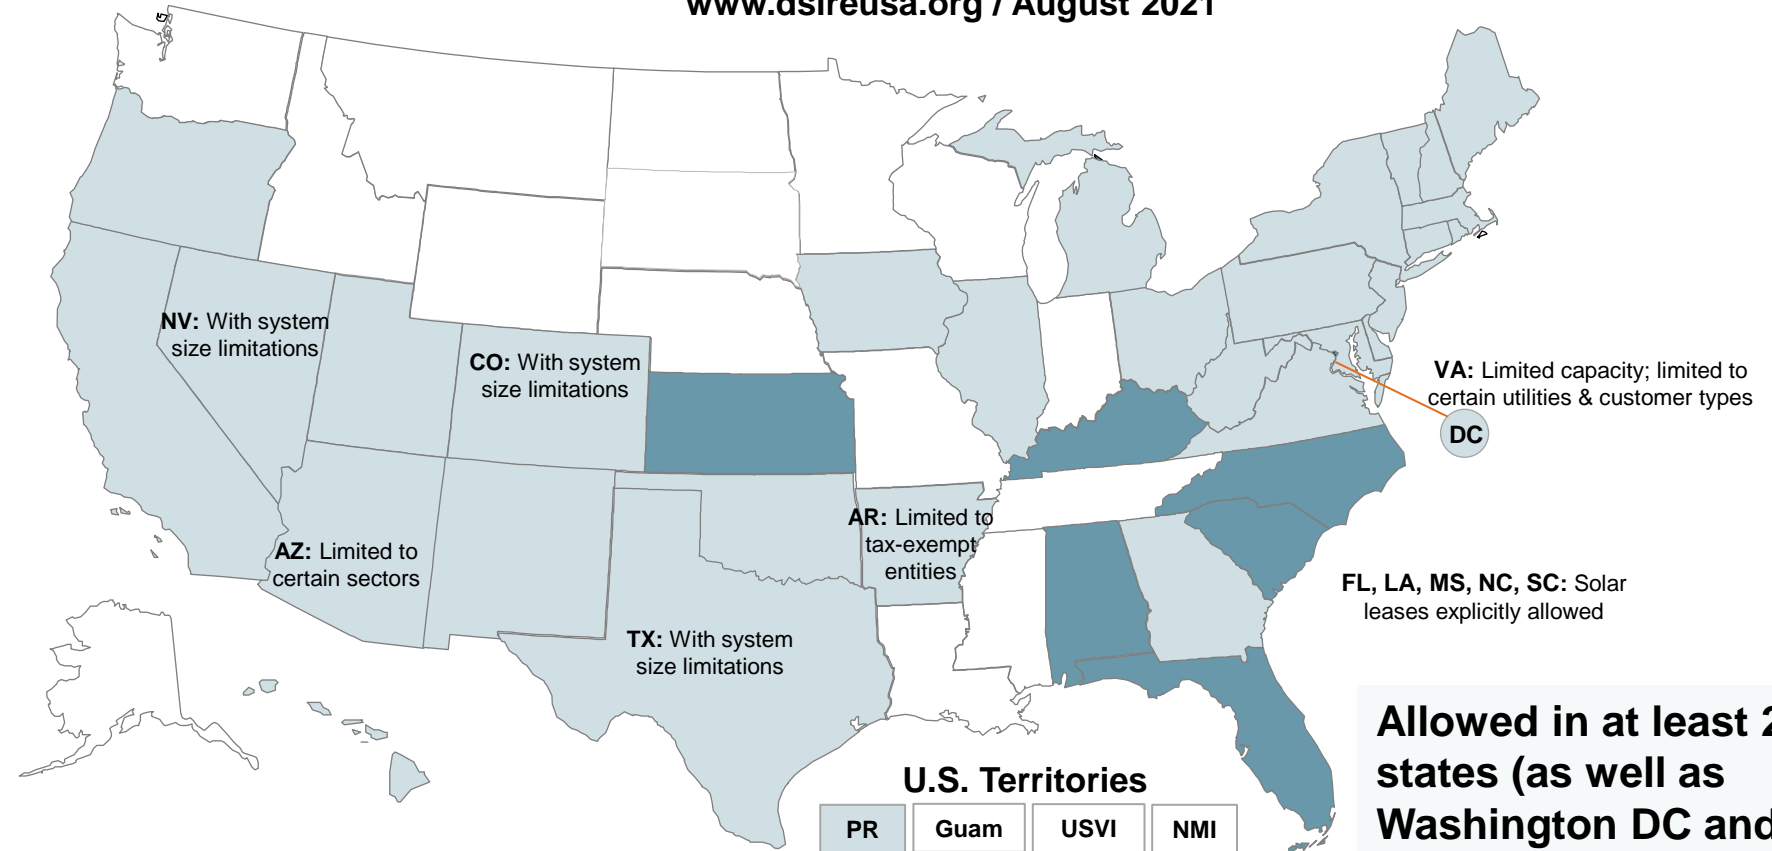 www.dsireusa.org / August 2021
NV: With system
size limitations
CO: With system
size limitations
VA: Limited capacity; limited to
certain utilities & customer types
DC
AR: Limited to
tax-exempt
entities
AZ: Limited to
certain sectors
FL, LA, MS, NC, SC: Solar
leases explicitly allowed
TX: With system
size limitations
Allowed in at least 2
states (as well as
Washington DC and
U.S. Territories
PR
Guam
USVI
NMI